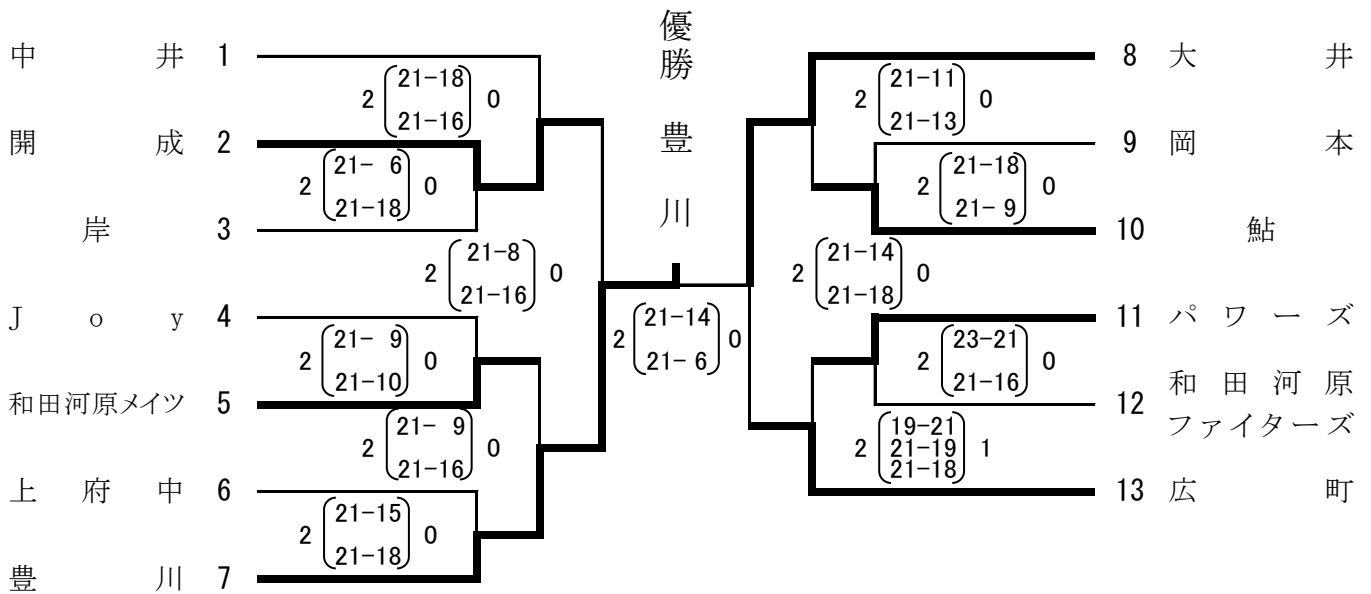 優勝 豊川
中井 1
2 21-18 0
21-16
開成 2
2 21- 6 0
21-18
岸 3
2 21-8 0
21-16
Joy 4
2 21- 9 0
21-10
和田河原メイツ 5
2 21- 9 0
21-16
上府中 6
2 21-15 0
21-18
豊川 7
2 21-14 0
21- 6
8 大井
2 21-11 0
21-13
9 岡本
2 21-18 0
21- 9
10 鮎
2 21-14 0
21-18
11 パワーズ
2 23-21 0
21-16
12 和田河原
ファイターズ
2 19-21 1
21-19
21-18
13 広町